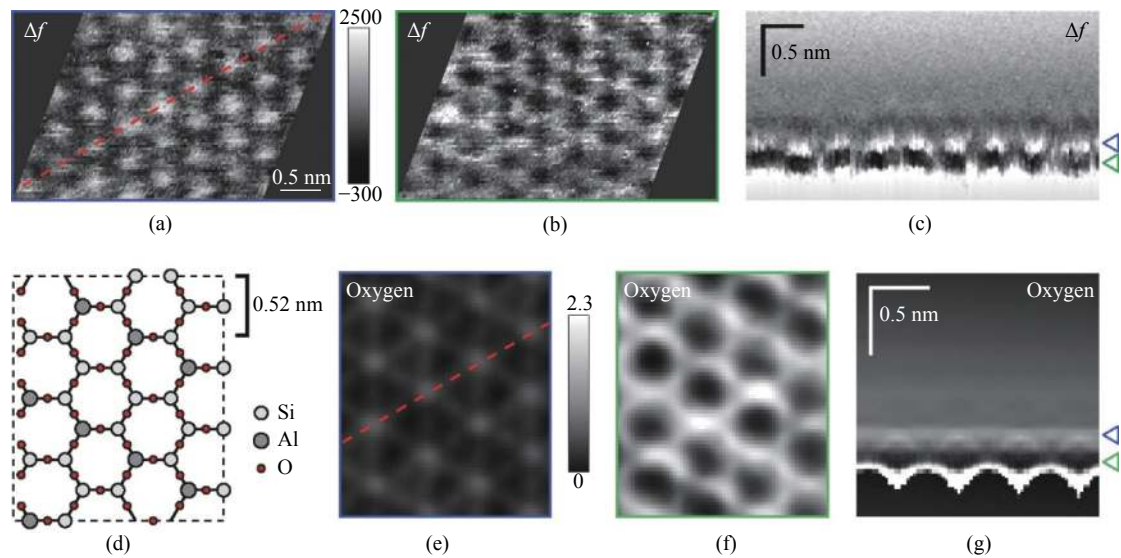 Δf
2500
−300
0.5 nm
Δf
Δf
0.5 nm
(a)
(b)
(c)
0.52 nm
Si
Al
O
Oxygen
2.3
0
Oxygen
Oxygen
0.5 nm
(d)
(e)
(f)
(g)